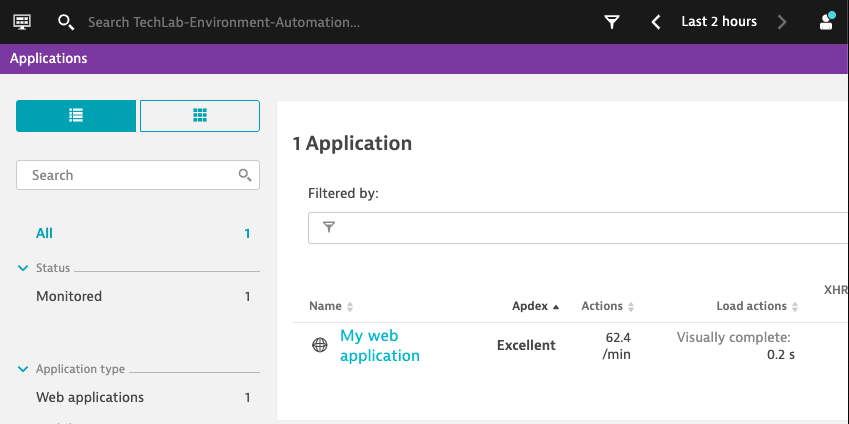 Search TechLab-Environment-Automation...
Last 2 hours
Applications
Search
All 1
Status
Monitored 1
Application type
Web applications 1
1 Application
Filtered by:
XHR
Name Apdex Actions Load actions
My web
application
Excellent
62.4
/min
Visually complete:
0.2 s